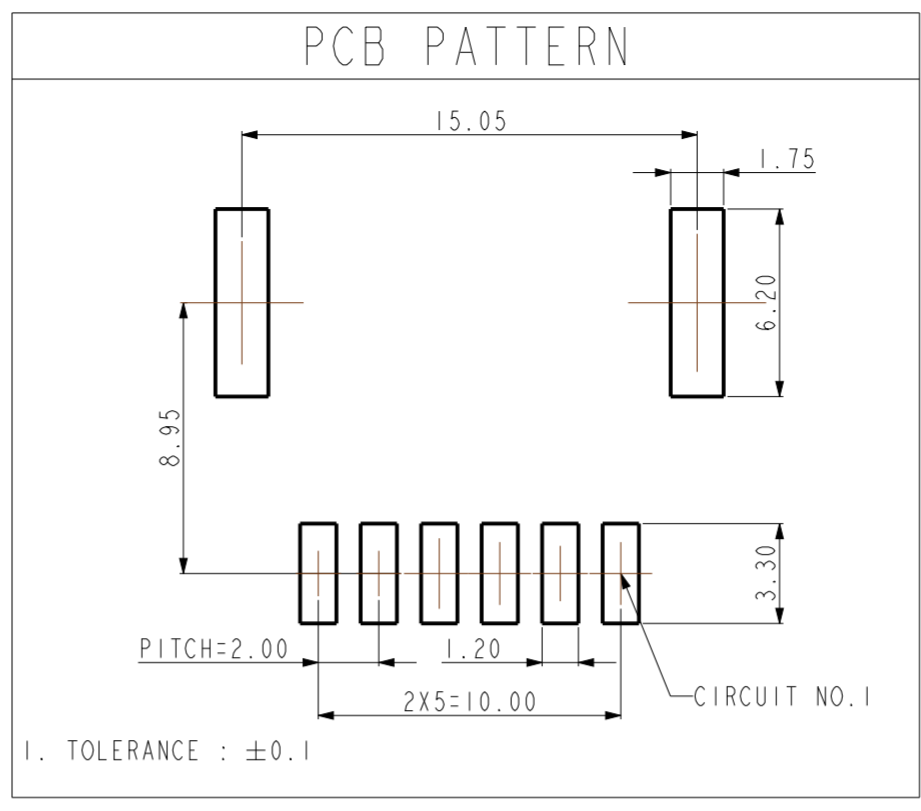 PCB PATTERN
15.05
1.75
6.20
8.95
3.30
PITCH=2.00
1.20
2X5=10.00
CIRCUIT NO.1
1. TOLERANCE : ±0.1